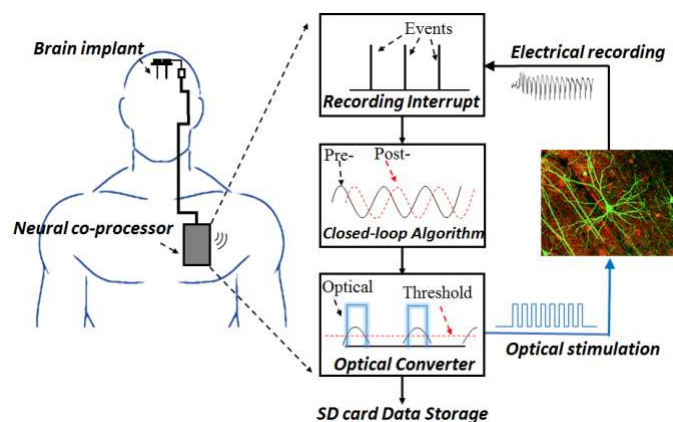 Brain implant
Neural co-processor
Events
Recording Interrupt
Pre-
Post-
Closed-loop Algorithm
Optical
Threshold
Optical Converter
SD card Data Storage
Electrical recording
Optical stimulation